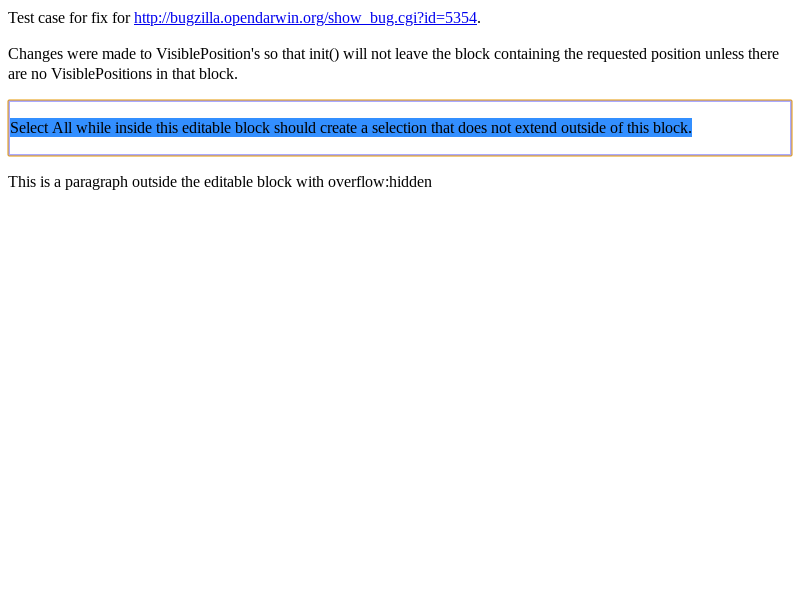 Test case for fix for http://bugzilla.opendarwin.org/show_bug.cgi?id=5354.
Changes were made to VisiblePosition's so that init() will not leave the block containing the requested position unless there
are no VisiblePositions in that block.
Select All while inside this editable block should create a selection that does not extend outside of this block.
This is a paragraph outside the editable block with overflow:hidden